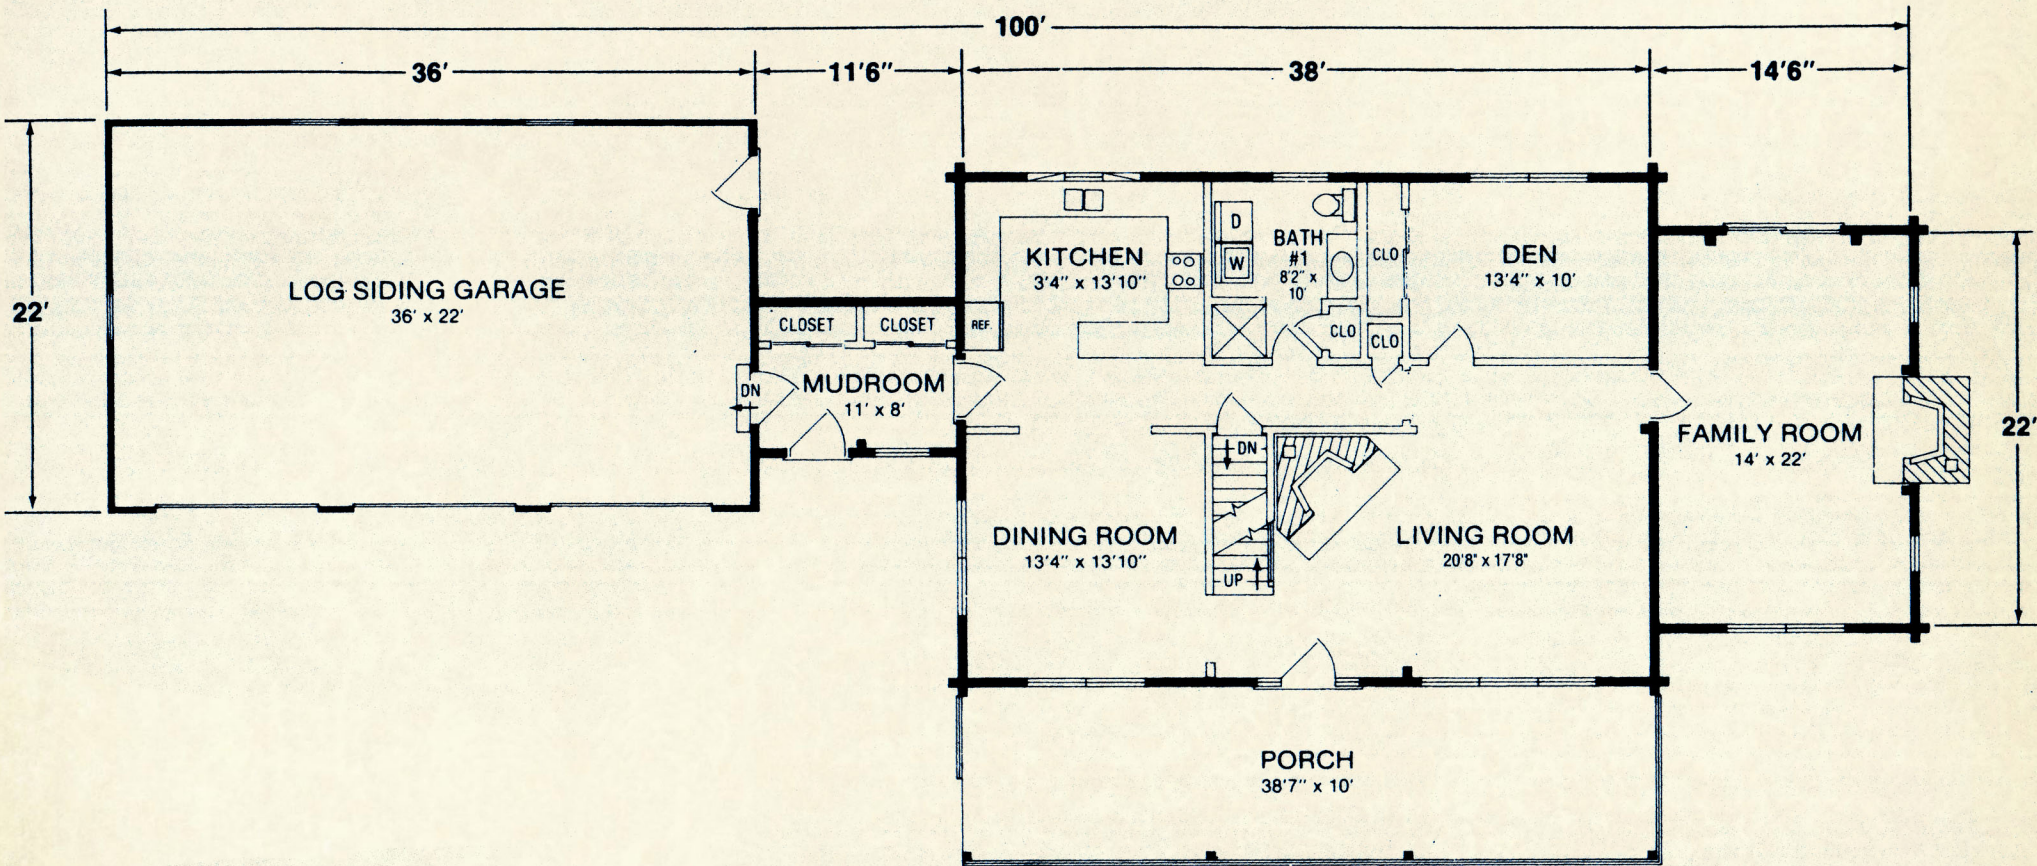 100'
36'
11'6"
38'
14'6"
22'
LOG SIDING GARAGE
36' x 22'
CLOSET
CLOSET
DN
MUDROOM
11' x 8'
KITCHEN
3'4" x 13'10"
REF.
D
W
BATH
#1
8'2" x
10'
CLO
CLO
CLO
DEN
13'4" x 10'
FAMILY ROOM
14' x 22'
22'
DN
UP
DINING ROOM
13'4" x 13'10"
LIVING ROOM
20'8" x 17'8"
PORCH
38'7" x 10'